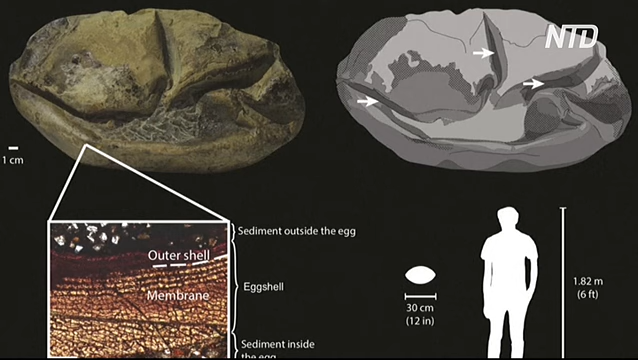 NTD
1 cm
Sediment outside the egg
Outer shell
Eggshell
Membrane
Sediment inside
the egg
30 cm
(12 in)
1.82 m
(6 ft)